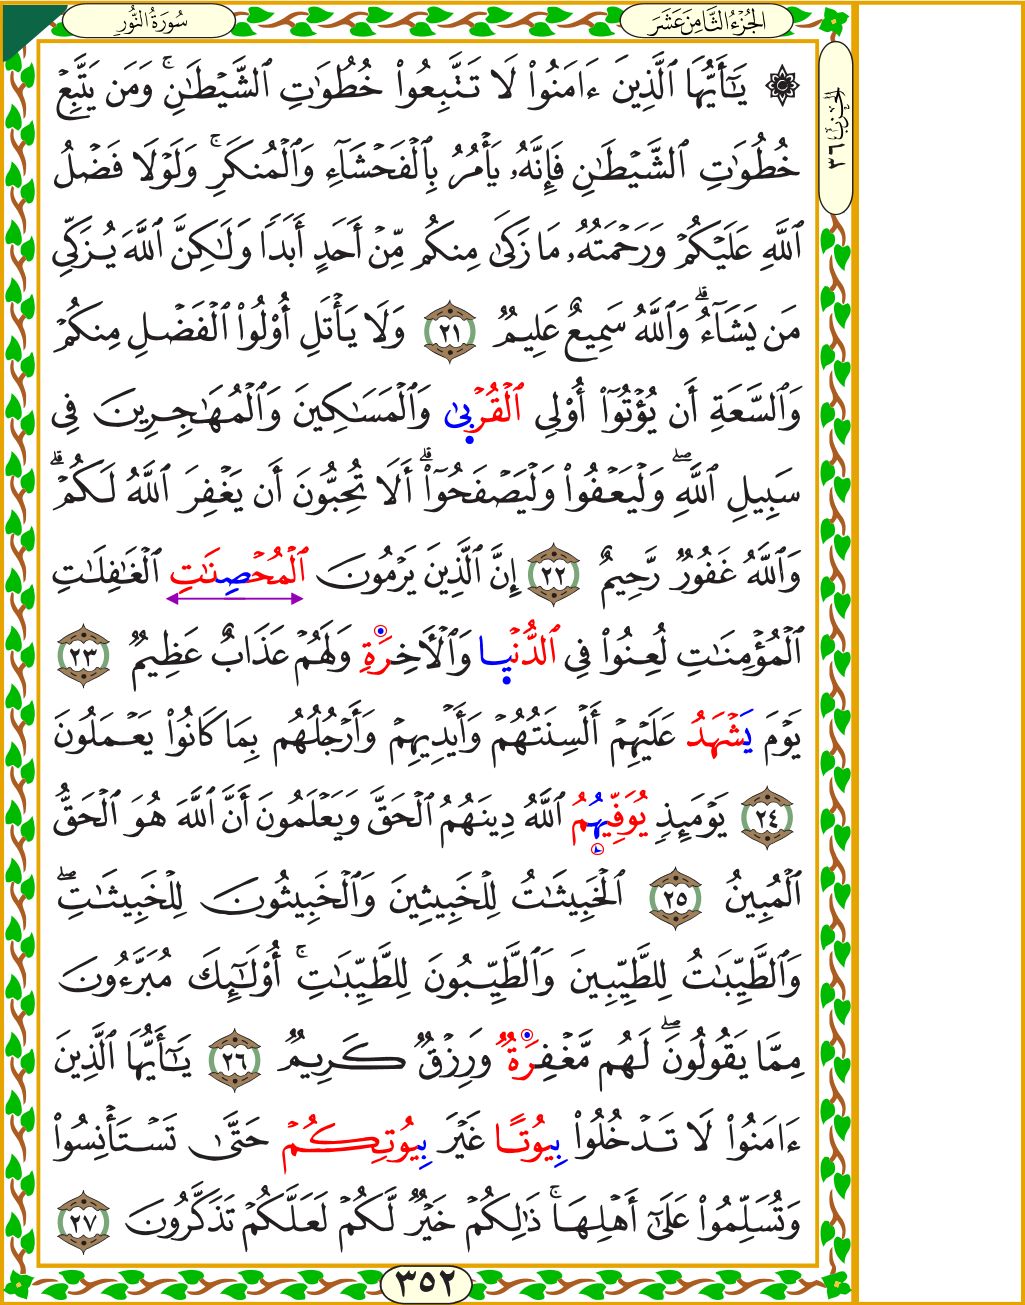 سُورَةُ النُّورِ
الجُزْءُ الثَّامِنَ عَشَرَ
الحِزْبُ ٣٦
۞ يَٰٓأَيُّهَا ٱلَّذِينَ ءَامَنُوا۟ لَا تَتَّبِعُوا۟ خُطُوَٰتِ ٱلشَّيْطَٰنِ ۚ وَمَن يَتَّبِعْ
خُطُوَٰتِ ٱلشَّيْطَٰنِ فَإِنَّهُۥ يَأْمُرُ بِٱلْفَحْشَآءِ وَٱلْمُنكَرِ ۚ وَلَوْلَا فَضْلُ
ٱللَّهِ عَلَيْكُمْ وَرَحْمَتُهُۥ مَا زَكَىٰ مِنكُم مِّنْ أَحَدٍ أَبَدًا وَلَٰكِنَّ ٱللَّهَ يُزَكِّى
مَن يَشَآءُ ۗ وَٱللَّهُ سَمِيعٌ عَلِيمٌ ٢١ وَلَا يَأْتَلِ أُو۟لُوا۟ ٱلْفَضْلِ مِنكُمْ
وَٱلسَّعَةِ أَن يُؤْتُوٓا۟ أُو۟لِى ٱلْقُرْبَىٰ وَٱلْمَسَٰكِينَ وَٱلْمُهَٰجِرِينَ فِى
سَبِيلِ ٱللَّهِ ۖ وَلْيَعْفُوا۟ وَلْيَصْفَحُوٓا۟ ۗ أَلَا تُحِبُّونَ أَن يَغْفِرَ ٱللَّهُ لَكُمْ ۗ
وَٱللَّهُ غَفُورٌ رَّحِيمٌ ٢٢ إِنَّ ٱلَّذِينَ يَرْمُونَ ٱلْمُحْصِنَٰتِ ٱلْغَٰفِلَٰتِ
ٱلْمُؤْمِنَٰتِ لُعِنُوا۟ فِى ٱلدُّنْيَا وَٱلْءَاخِرَةِ وَلَهُمْ عَذَابٌ عَظِيمٌ ٢٣
يَوْمَ يَشْهَدُ عَلَيْهِمْ أَلْسِنَتُهُمْ وَأَيْدِيهِمْ وَأَرْجُلُهُم بِمَا كَانُوا۟ يَعْمَلُونَ
٢٤ يَوْمَئِذٍ يُوَفِّيهُمُ ٱللَّهُ دِينَهُمُ ٱلْحَقَّ وَيَعْلَمُونَ أَنَّ ٱللَّهَ هُوَ ٱلْحَقُّ
ٱلْمُبِينُ ٢٥ ٱلْخَبِيثَٰتُ لِلْخَبِيثِينَ وَٱلْخَبِيثُونَ لِلْخَبِيثَٰتِ ۖ
وَٱلطَّيِّبَٰتُ لِلطَّيِّبِينَ وَٱلطَّيِّبُونَ لِلطَّيِّبَٰتِ ۚ أُو۟لَٰٓئِكَ مُبَرَّءُونَ
مِمَّا يَقُولُونَ ۖ لَهُم مَّغْفِرَةٌ وَرِزْقٌ كَرِيمٌ ٢٦ يَٰٓأَيُّهَا ٱلَّذِينَ
ءَامَنُوا۟ لَا تَدْخُلُوا۟ بِيُوتًا غَيْرَ بِيُوتِكُمْ حَتَّىٰ تَسْتَأْنِسُوا۟
وَتُسَلِّمُوا۟ عَلَىٰٓ أَهْلِهَا ۚ ذَٰلِكُمْ خَيْرٌ لَّكُمْ لَعَلَّكُمْ تَذَكَّرُونَ ٢٧
٣٥٢